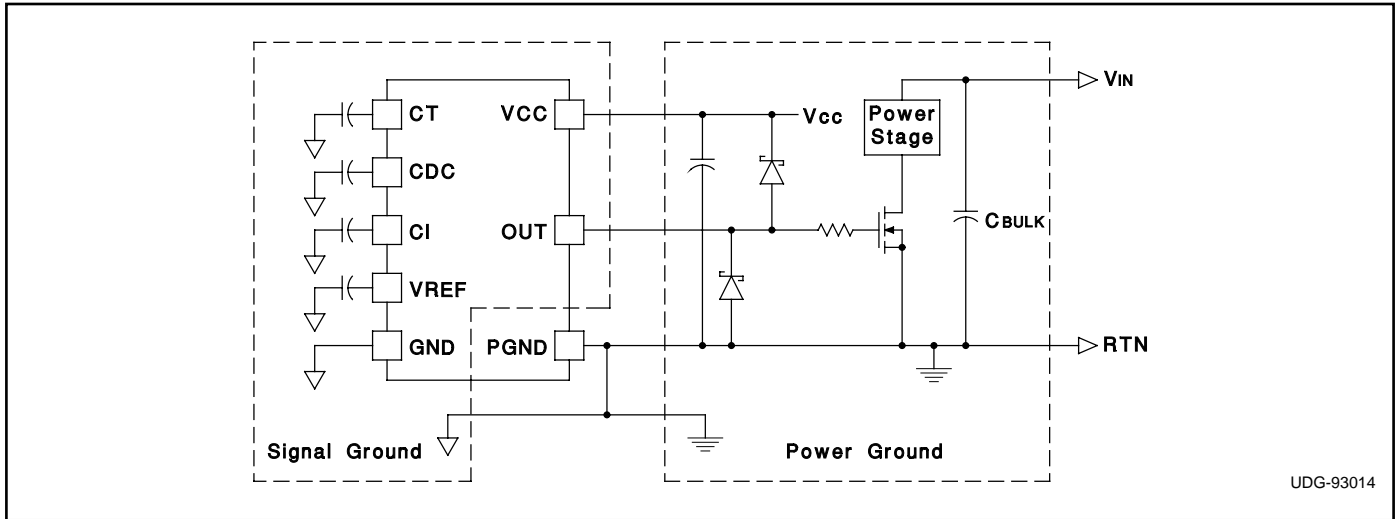 VIN
CT
VCC
Vcc
Power
Stage
CDC
CI
OUT
CBULK
VREF
GND
PGND
RTN
Signal Ground
Power Ground
UDG-93014